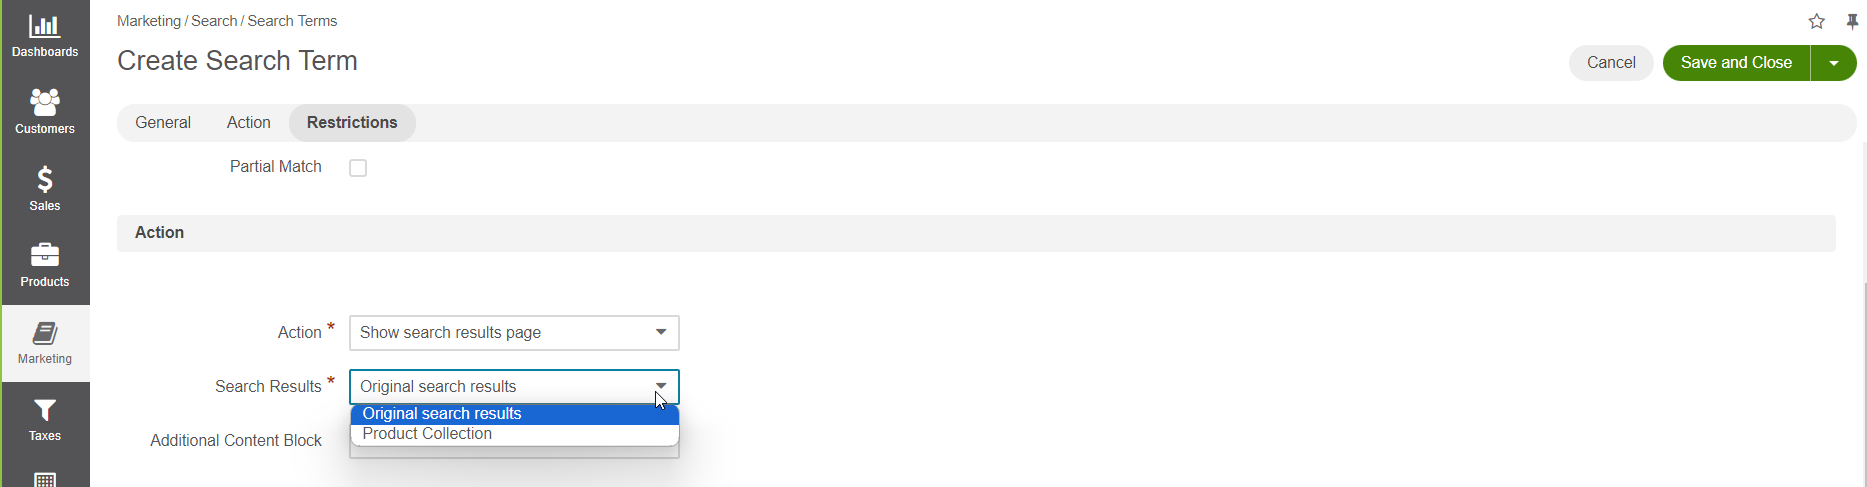 Marketing / Search / Search Terms
Create Search Term
Cancel
Save and Close
General Action Restrictions
Partial Match
Action
Action *
Show search results page
Search Results *
Original search results
Original search results
Product Collection
Additional Content Block
Dashboards
Customers
Sales
Products
Marketing
Taxes